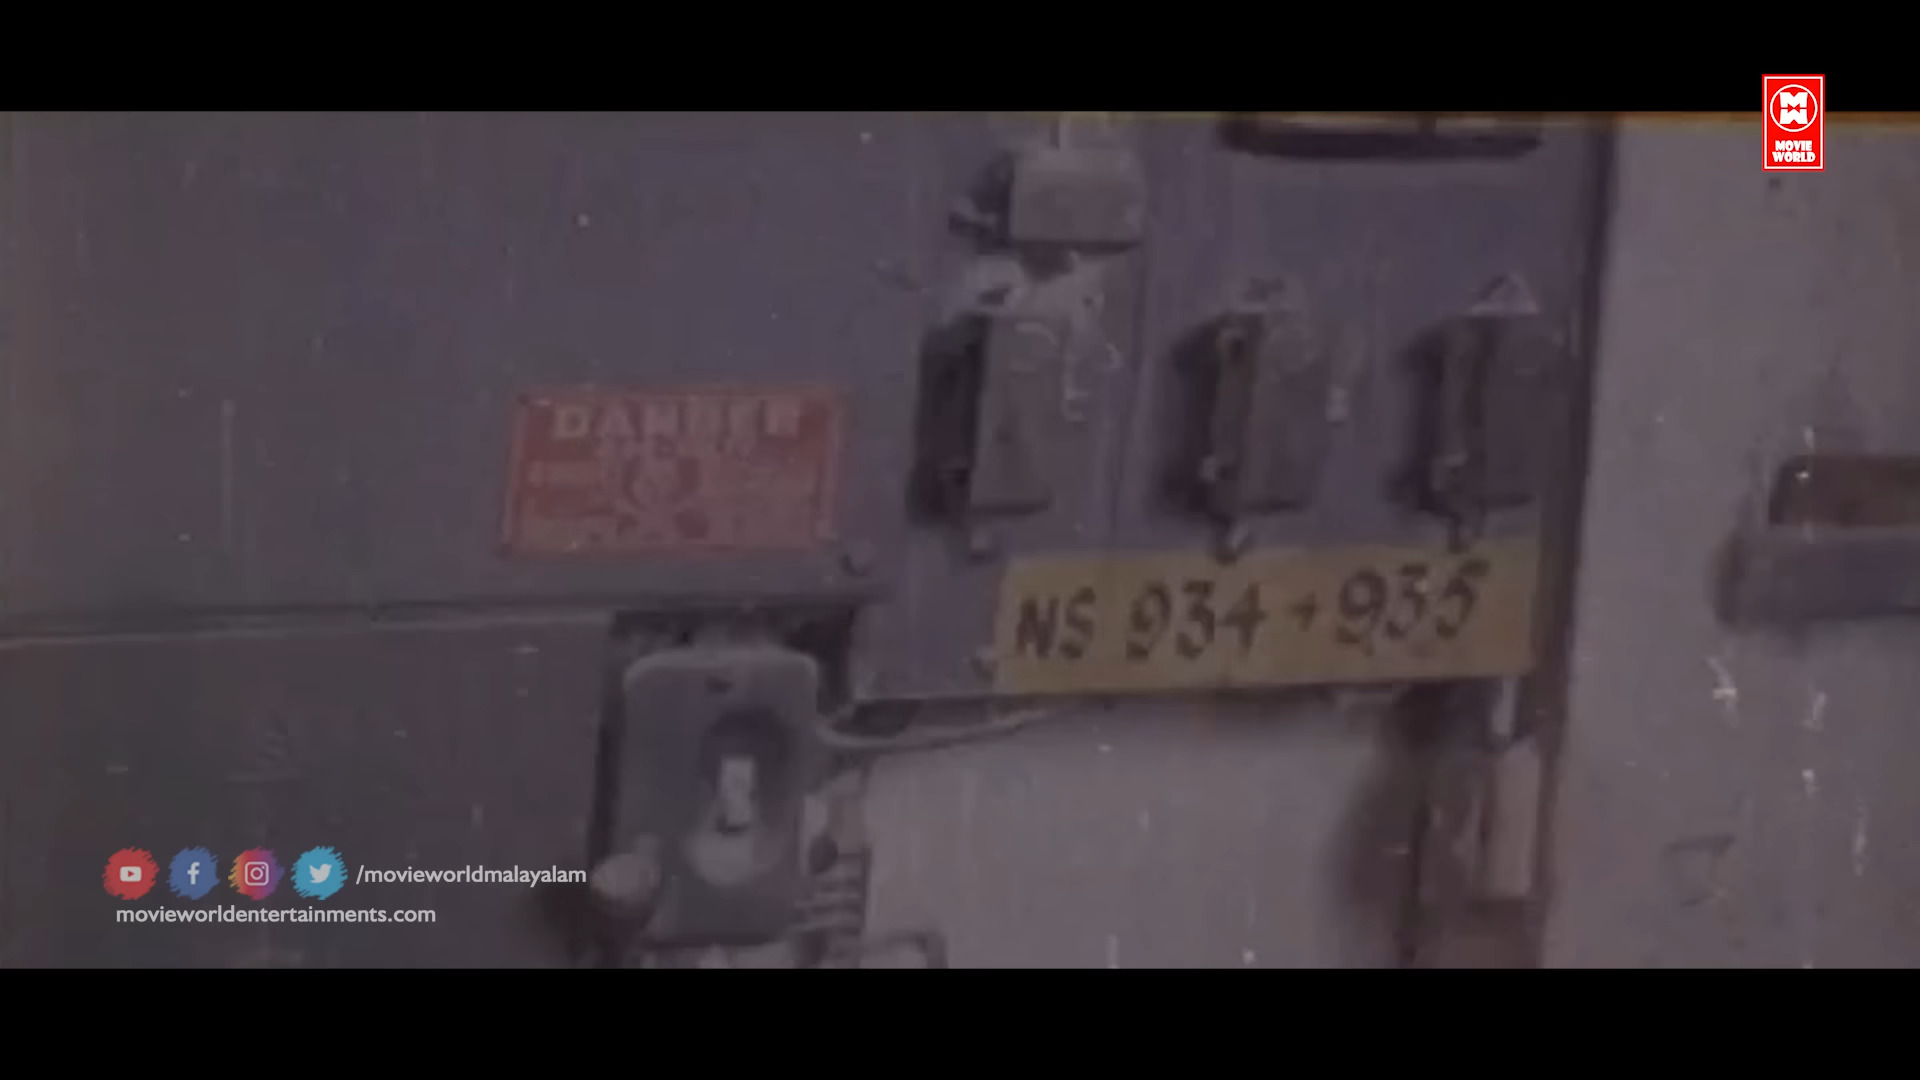 MOVIE
WORLD
DANGER
NS 934 + 935
/movieworldmalayalam
movieworldentertainments.com